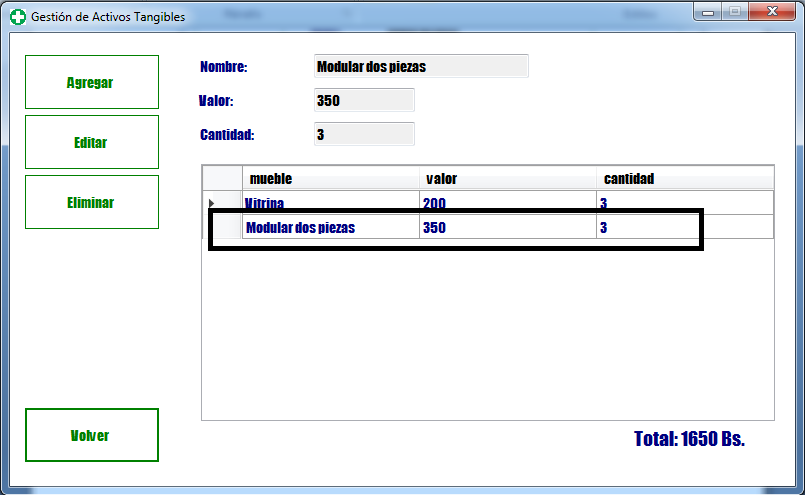 Gestión de Activos Tangibles
Agregar
Editar
Eliminar
Volver
Nombre: Modular dos piezas
Valor: 350
Cantidad: 3
mueble valor cantidad
Vitrina 200 3
Modular dos piezas 350 3
Total: 1650 Bs.